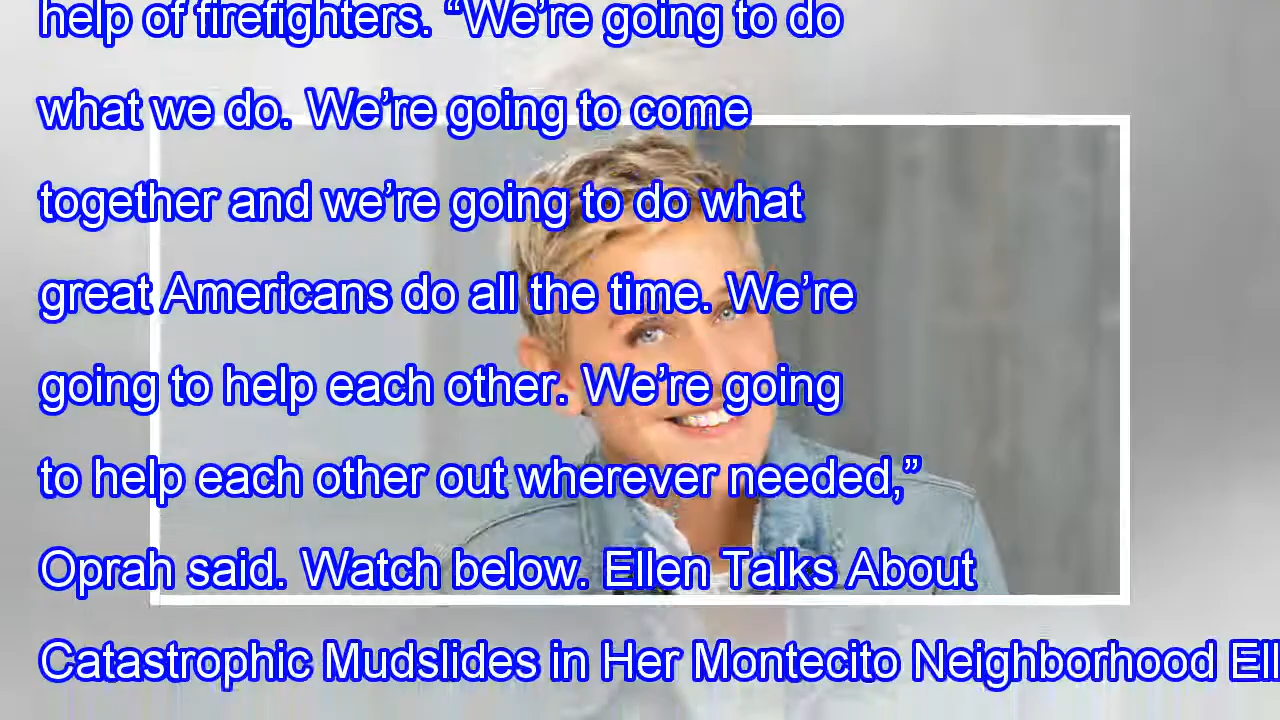 help of firefighters. “We’re going to do
what we do. We’re going to come
together and we’re going to do what
great Americans do all the time. We’re
going to help each other. We’re going
to help each other out wherever needed,”
Oprah said. Watch below. Ellen Talks About
Catastrophic Mudslides in Her Montecito Neighborhood Ell